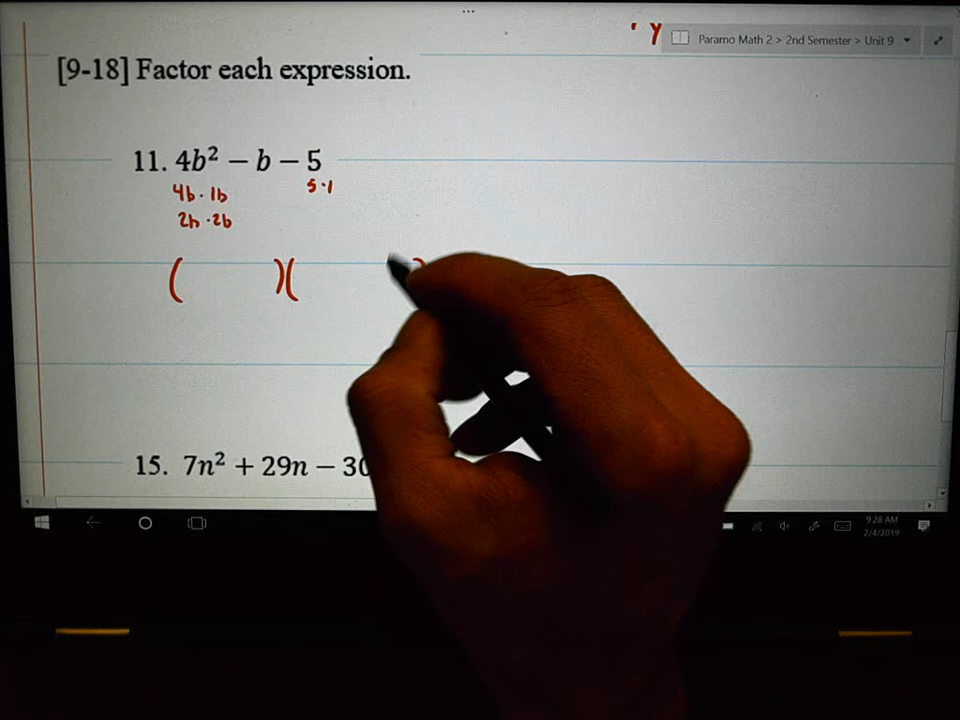 Paramo Math 2 > 2nd Semester > Unit 9
[9-18] Factor each expression.
11. 4b² − b − 5
4b · 1b 5 · 1
2b · 2b
( )( )
15. 7n² + 29n − 30
9:28 AM
2/4/2019